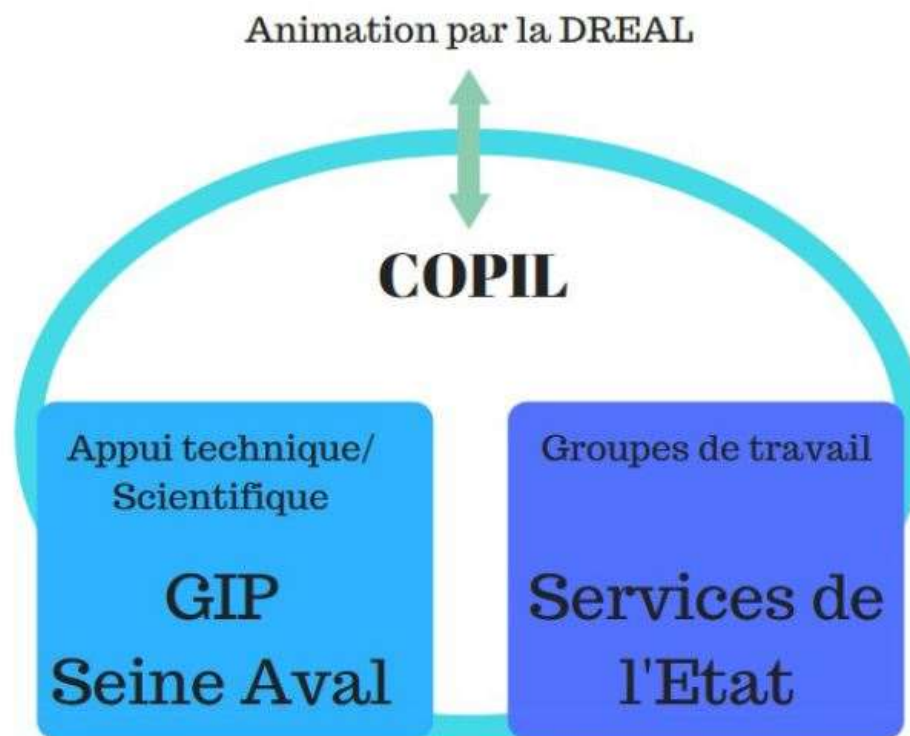 Animation par la DREAL
COPIL
Appui technique/
Scientifique
GIP
Seine Aval
Groupes de travail
Services de
l'Etat